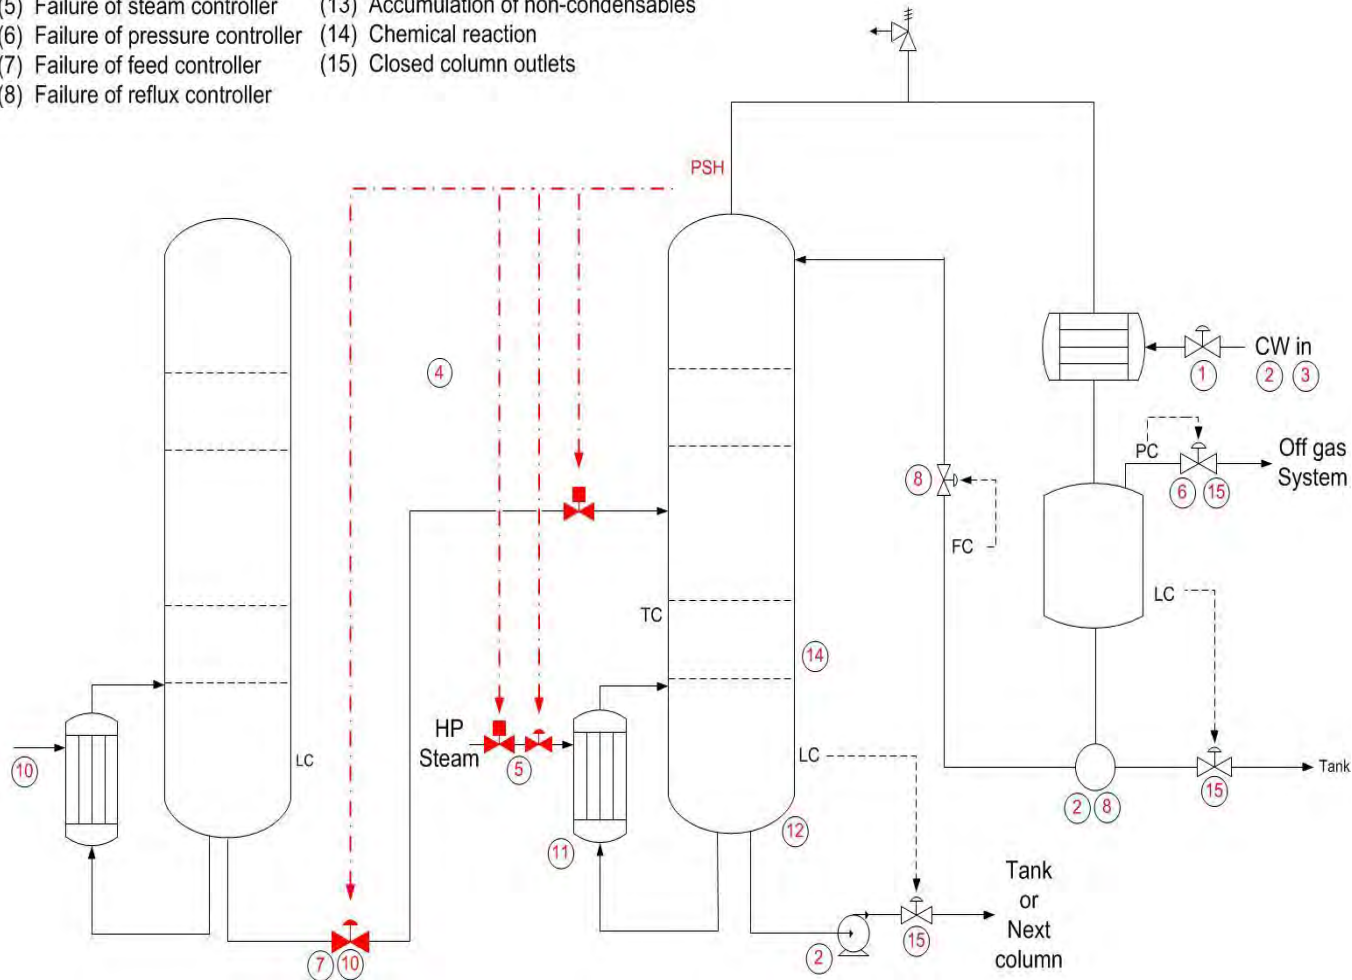 (5) Failure of steam controller (13) Accumulation of non-condensables
(6) Failure of pressure controller (14) Chemical reaction
(7) Failure of feed controller (15) Closed column outlets
(8) Failure of reflux controller
PSH
4
CW in
1 2 3
PC
Off gas
System
6 15
8
FC
LC
TC
14
HP
Steam
5
LC
10
LC
Tank
15
2 8
12
11
Tank
or
Next
column
15
2
7 10